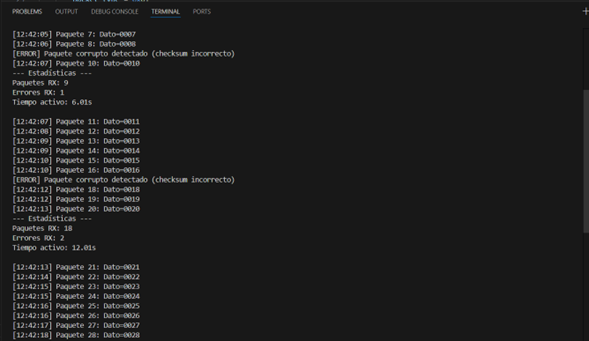 PROBLEMS OUTPUT DEBUG CONSOLE TERMINAL PORTS
[12:42:05] Paquete 7: Dato=0007
[12:42:06] Paquete 8: Dato=0008
[ERROR] Paquete corrupto detectado (checksum incorrecto)
[12:42:07] Paquete 10: Dato=0010
--- Estadísticas ---
Paquetes RX: 9
Errores RX: 1
Tiempo activo: 6.01s
[12:42:07] Paquete 11: Dato=0011
[12:42:08] Paquete 12: Dato=0012
[12:42:09] Paquete 13: Dato=0013
[12:42:09] Paquete 14: Dato=0014
[12:42:10] Paquete 15: Dato=0015
[12:42:10] Paquete 16: Dato=0016
[ERROR] Paquete corrupto detectado (checksum incorrecto)
[12:42:12] Paquete 18: Dato=0018
[12:42:12] Paquete 19: Dato=0019
[12:42:13] Paquete 20: Dato=0020
--- Estadísticas ---
Paquetes RX: 18
Errores RX: 2
Tiempo activo: 12.01s
[12:42:13] Paquete 21: Dato=0021
[12:42:14] Paquete 22: Dato=0022
[12:42:15] Paquete 23: Dato=0023
[12:42:15] Paquete 24: Dato=0024
[12:42:16] Paquete 25: Dato=0025
[12:42:16] Paquete 26: Dato=0026
[12:42:17] Paquete 27: Dato=0027
[12:42:18] Paquete 28: Dato=0028